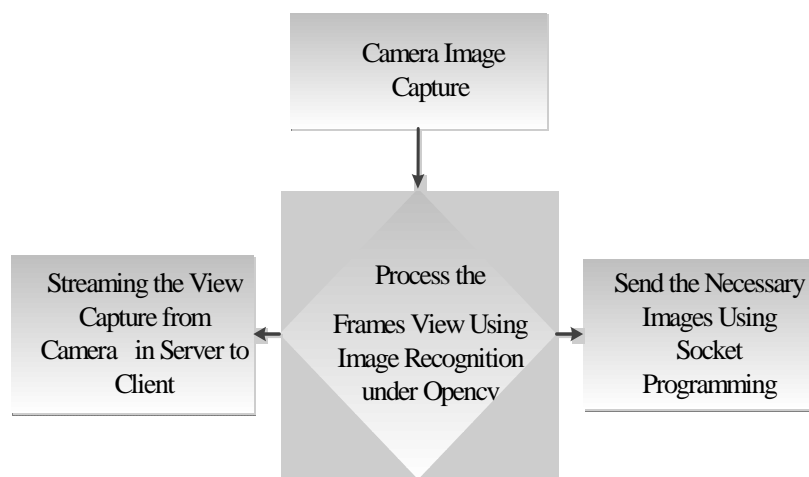 Camera Image
Capture
Streaming the View
Capture from
Camera in Server to
Client
Process the
Frames View Using
Image Recognition
under Opencv
Send the Necessary
Images Using
Socket
Programming